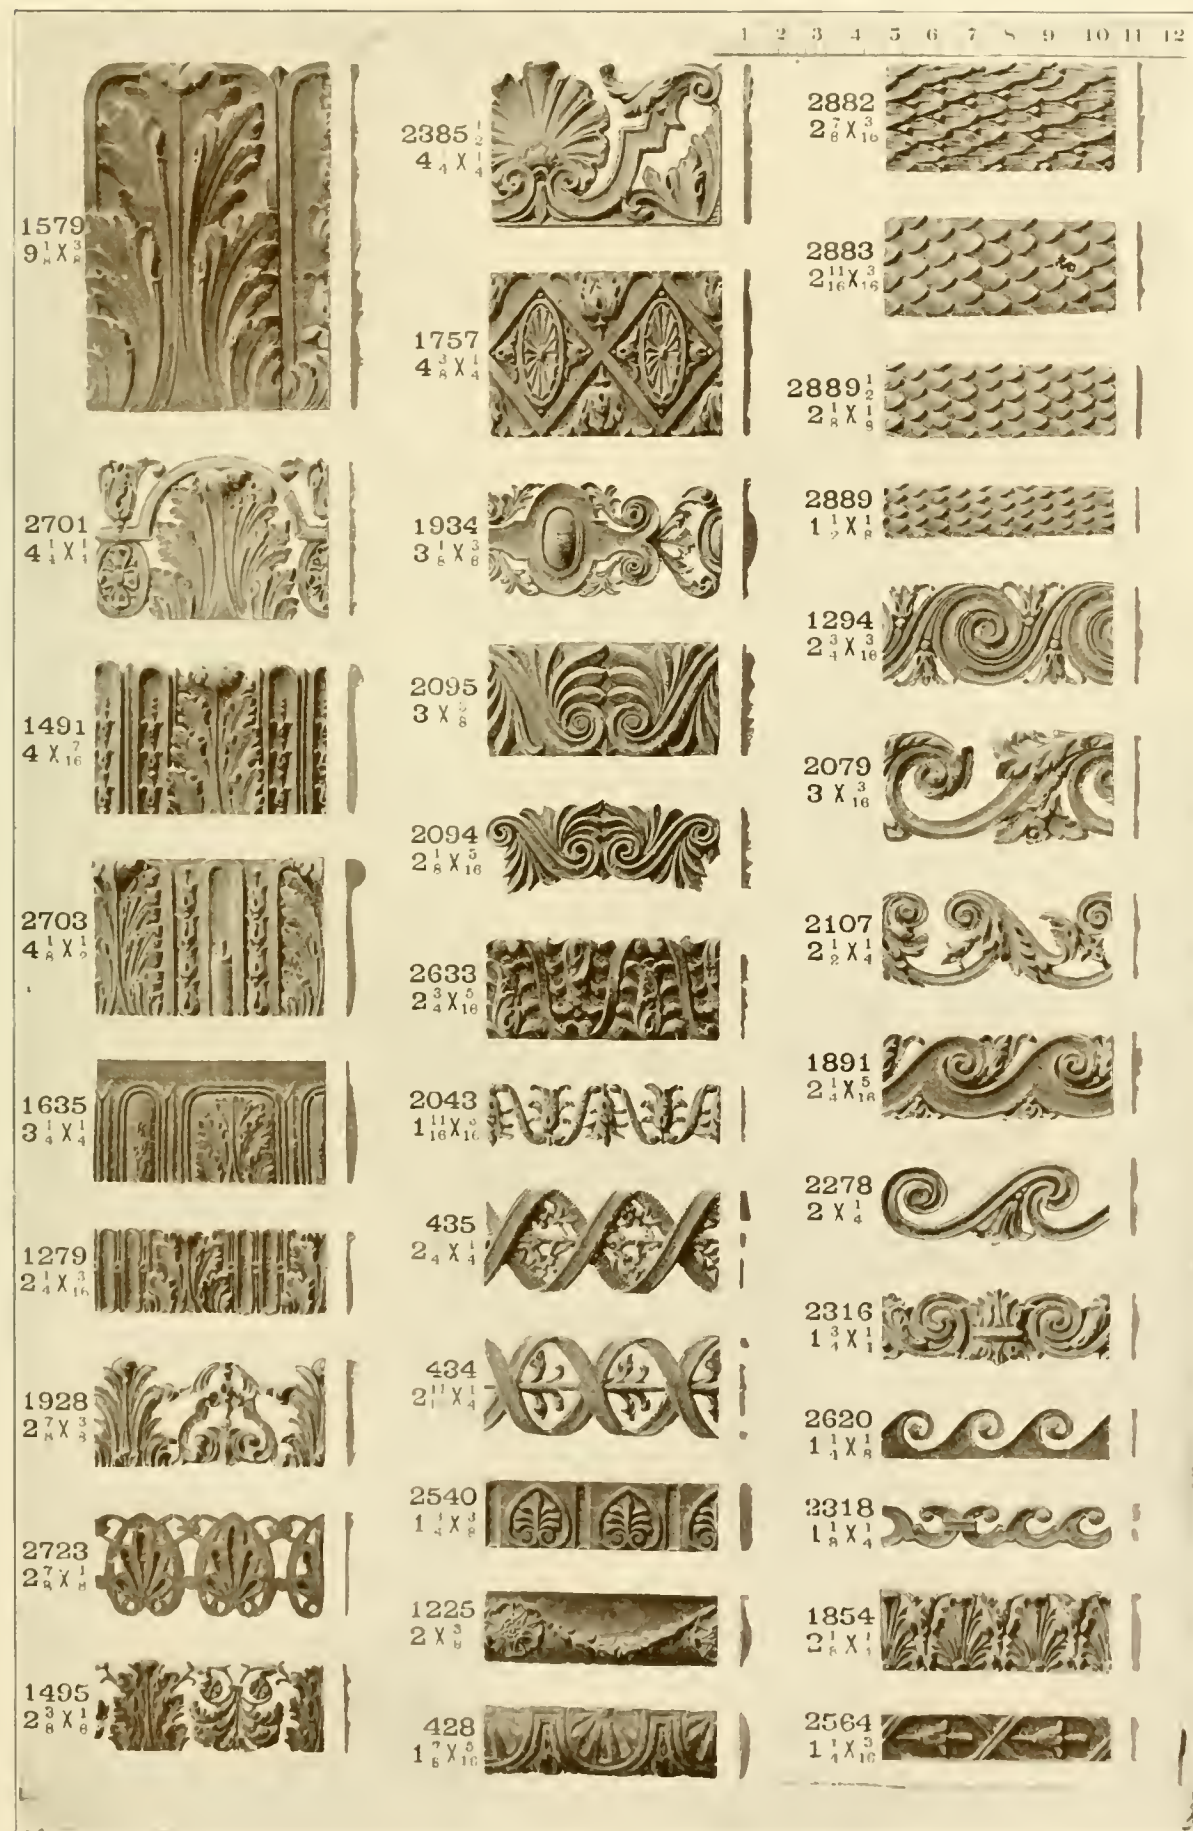 1 2 3 4 5 6 7 8 9 10 11 12
1579
9 1/8 X 3/8
2701
4 1/4 X 1/4
1491
4 X 7/16
2703
4 1/8 X 1/2
1635
3 1/4 X 1/4
1279
2 1/4 X 3/16
1928
2 7/8 X 3/8
2723
2 7/8 X 1/8
1495
2 3/8 X 1/8
2385 1/2
4 1/4 X 1/4
1757
4 3/8 X 1/4
1934
3 1/8 X 3/8
2095
3 X
2094
2 1/8 X 5/16
2633
2 3/4 X 5/16
2043
1 11/16 X
435
2 X 1/4
434
2 X 1/4
2540
1 1/4 X 3/8
1225
2 X 3/8
428
1 7/8 X 5/16
2882
2 7/8 X 3/16
2883
2 11/16 X 3/16
2889 1/2
2 1/8 X 1/8
2889
1 1/2 X 1/8
1294
2 3/4 X 3/16
2079
3 X 3/16
2107
2 1/2 X 1/4
1891
2 1/4 X 5/16
2278
2 X 1/4
2316
1 3/4 X
2620
1 1/4 X 1/8
2318
1 1/8 X 1/4
1854
2 1/8 X 1/4
2564
1 1/4 X 3/16